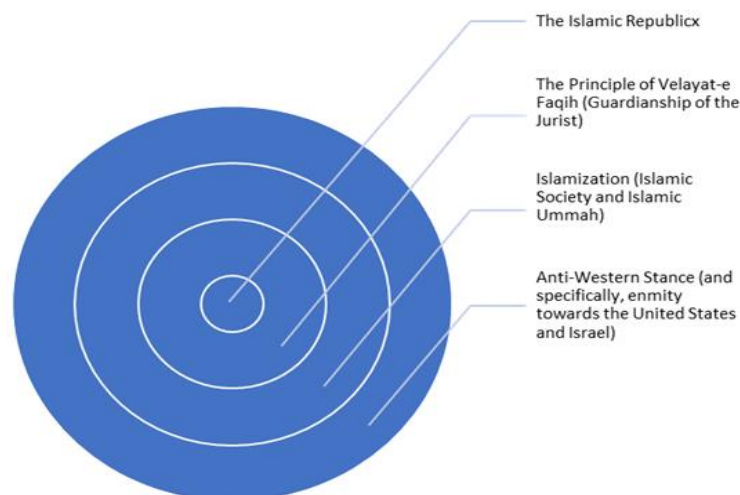 The Islamic Republicx
The Principle of Velayat-e
Faqih (Guardianship of the
Jurist)
Islamization (Islamic
Society and Islamic
Ummah)
Anti-Western Stance (and
specifically, enmity
towards the United States
and Israel)